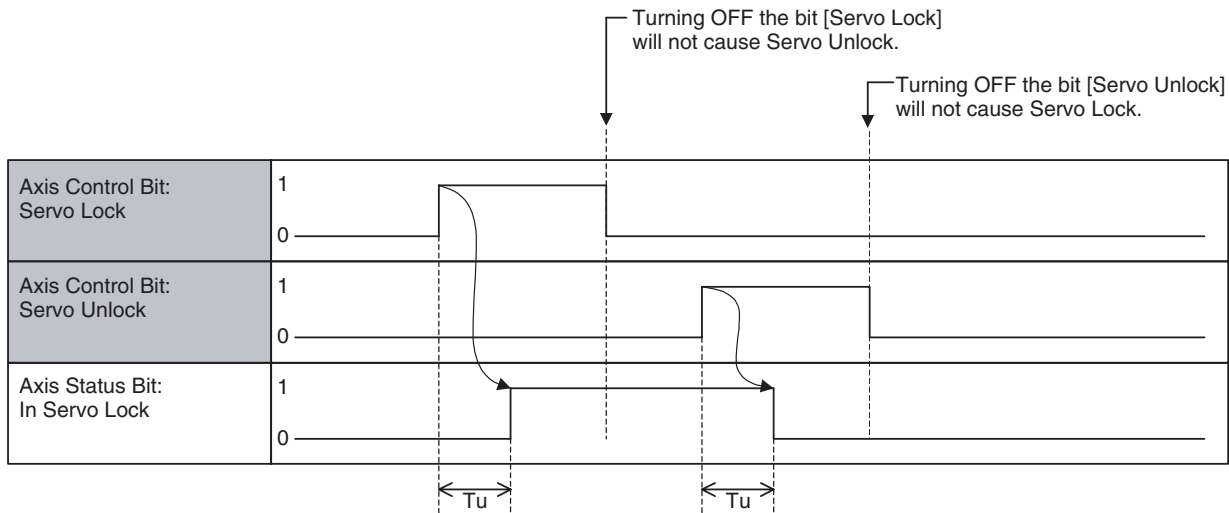 Turning OFF the bit [Servo Lock]
will not cause Servo Unlock.
Turning OFF the bit [Servo Unlock]
will not cause Servo Lock.
Axis Control Bit:
Servo Lock
1
0
Axis Control Bit:
Servo Unlock
1
0
Axis Status Bit:
In Servo Lock
1
0
Tu
Tu